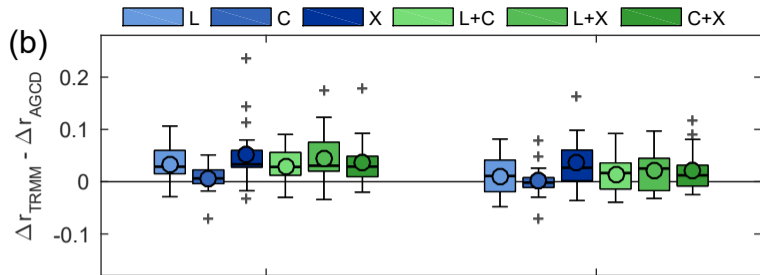 L C X L+C L+X C+X
(b)
0.2
0.1
0
-0.1
Δr_TRMM - Δr_AGCD